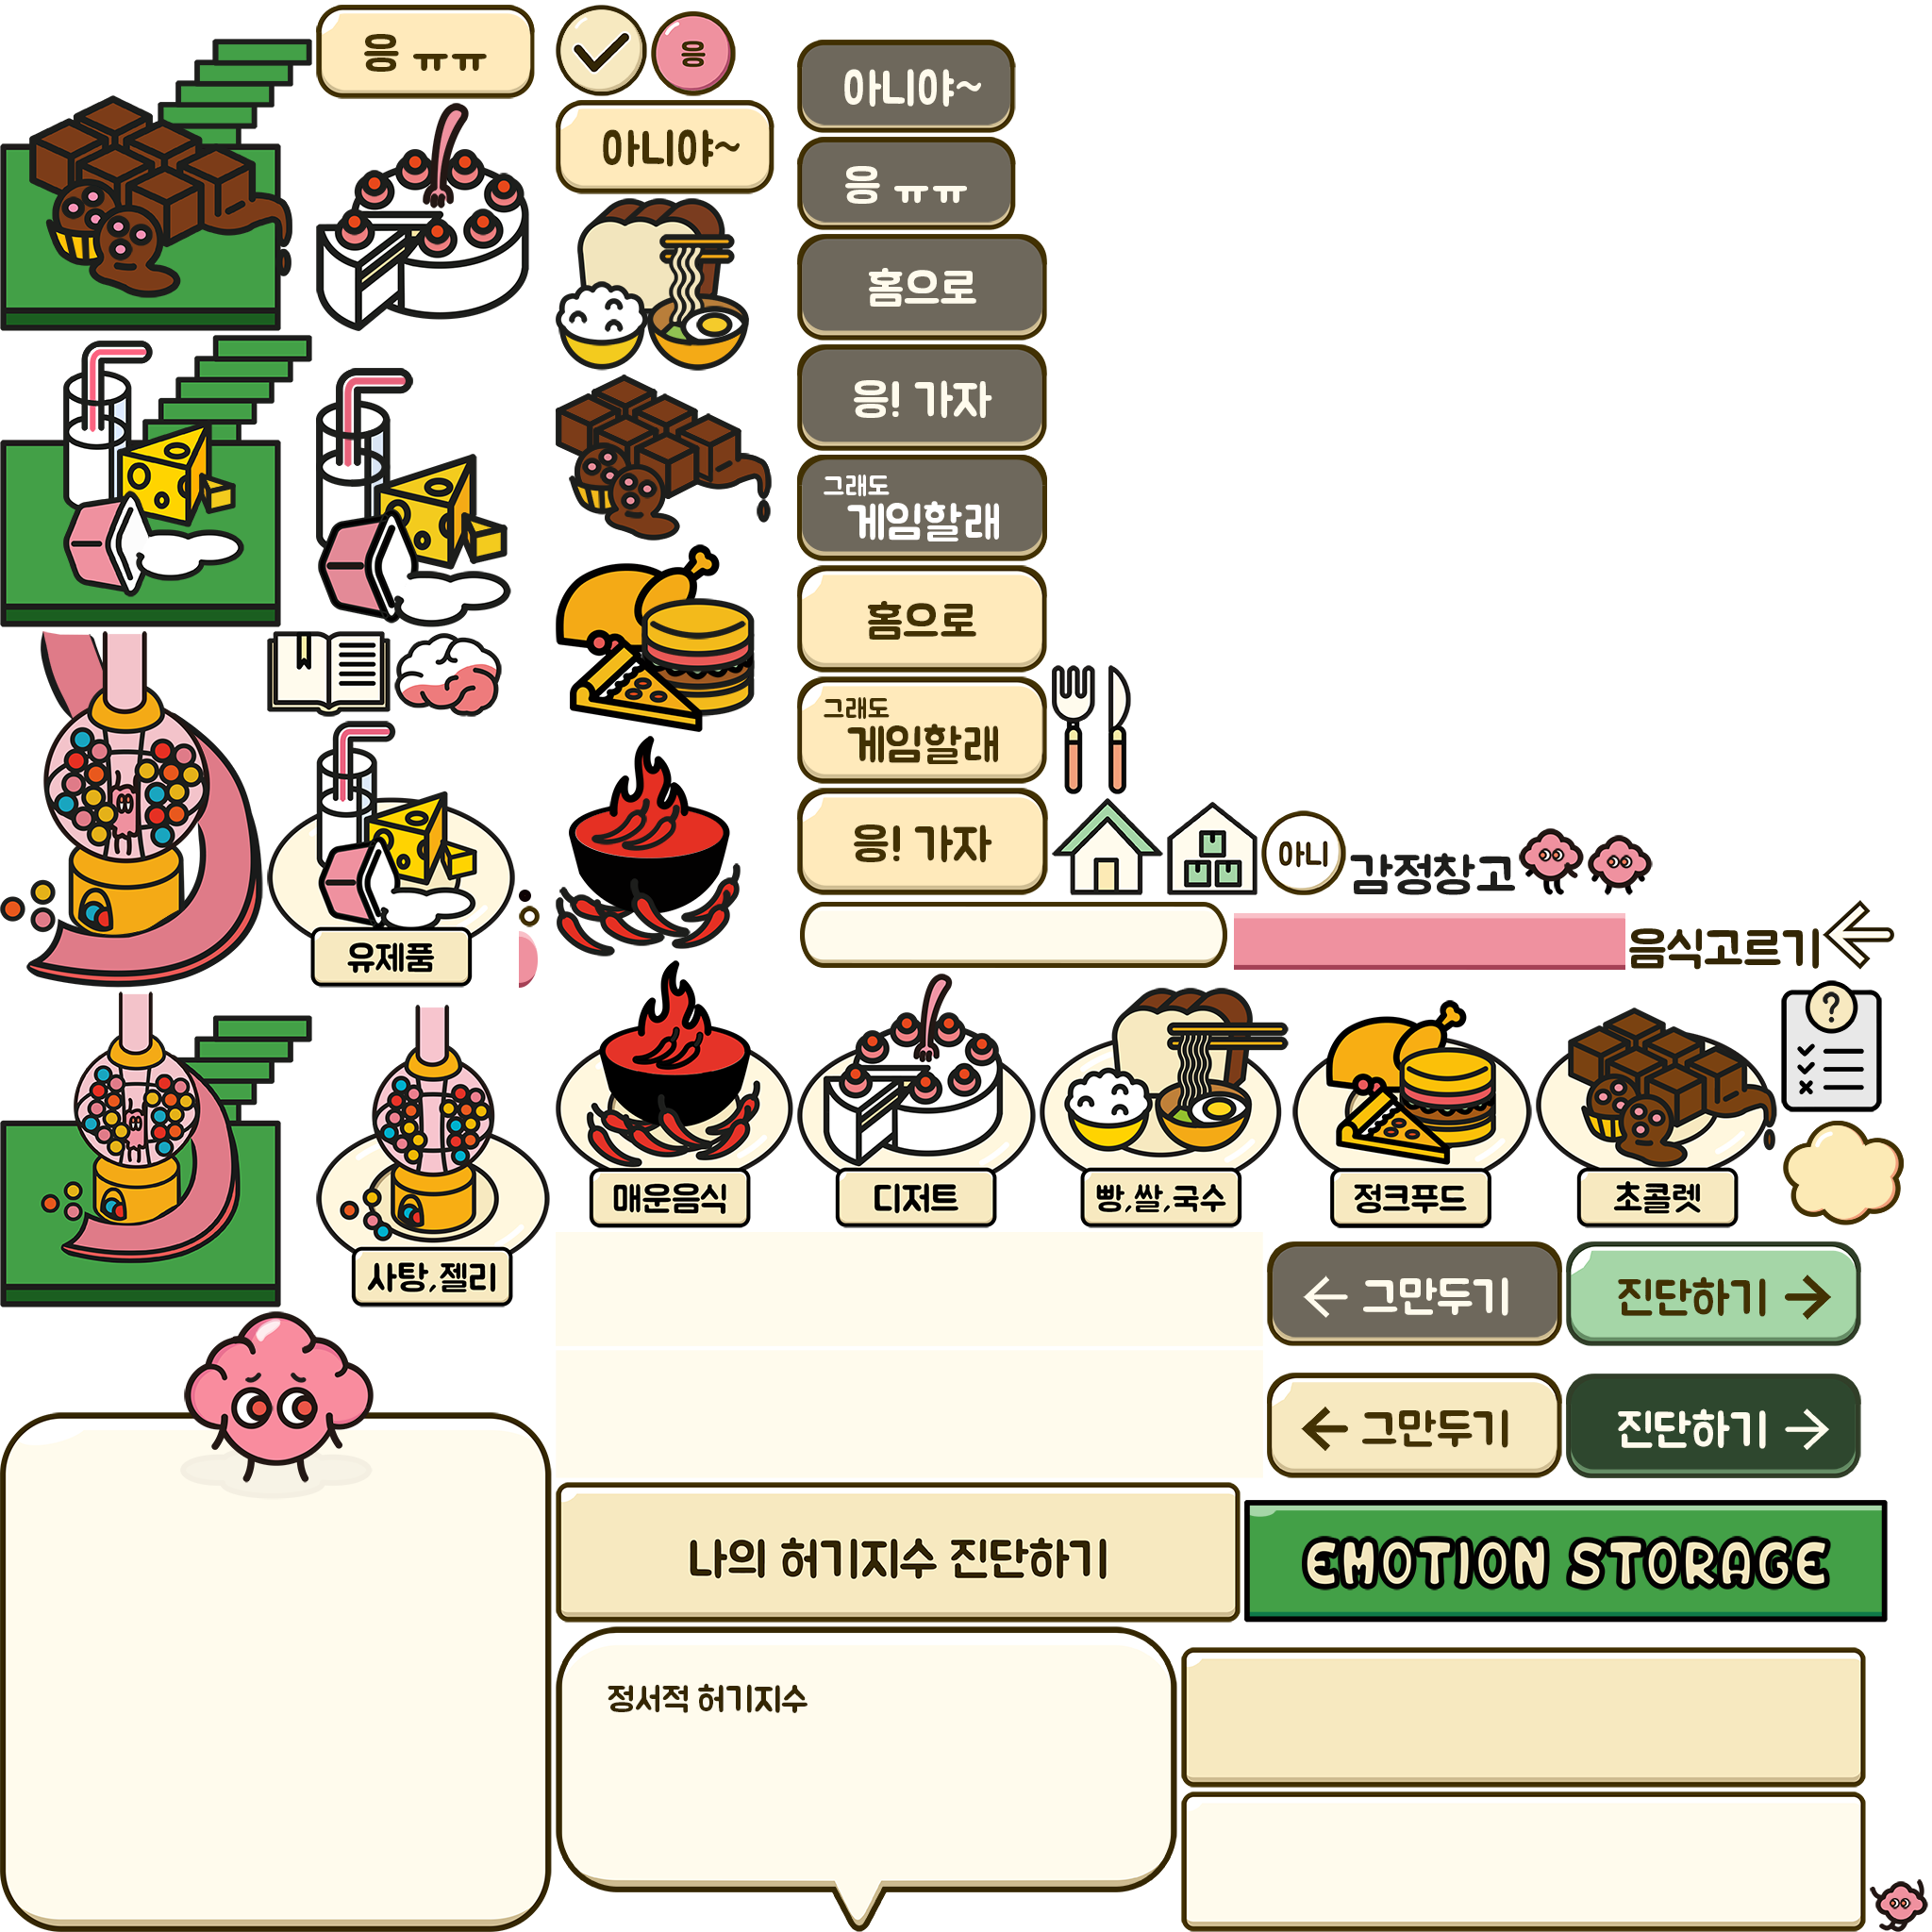 응 ㅠㅠ
응
아니야~
아니야~
응 ㅠㅠ
홈으로
응! 가자
그래도
게임할래
홈으로
그래도
게임할래
응! 가자
아니
감정창고
음식고르기
유제품
매운음식
디저트
빵,쌀,국수
정크푸드
초콜렛
?
사탕,젤리
← 그만두기
진단하기 →
← 그만두기
진단하기 →
나의 허기지수 진단하기
EMOTION STORAGE
정서적 허기지수